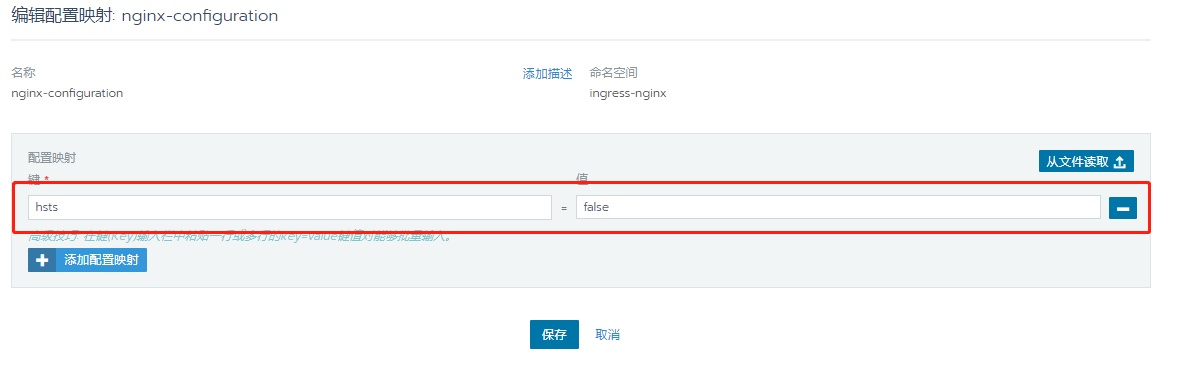 编辑配置映射: nginx-configuration
名称
添加描述
命名空间
nginx-configuration
ingress-nginx
配置映射
从文件读取
键 *
值
hsts
=
false
高级技巧: 在键(Key)输入栏中粘贴一行或多行的key=value键值对能够批量输入。
添加配置映射
保存
取消